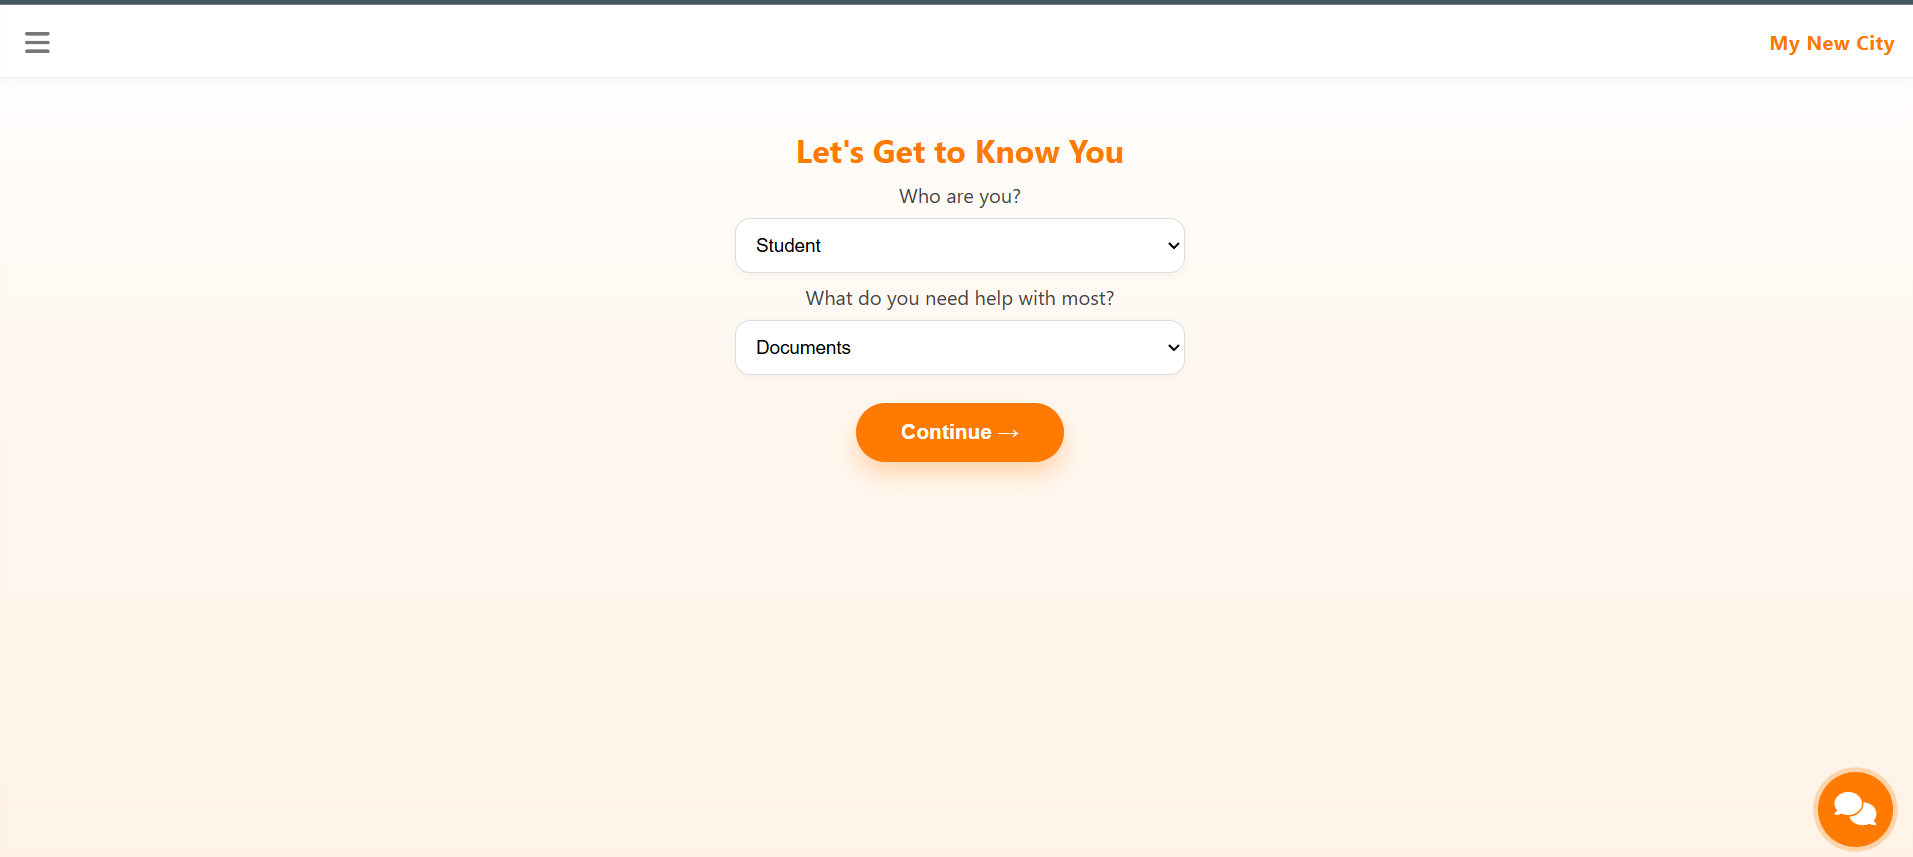 My New City
Let's Get to Know You
Who are you?
Student
What do you need help with most?
Documents
Continue →